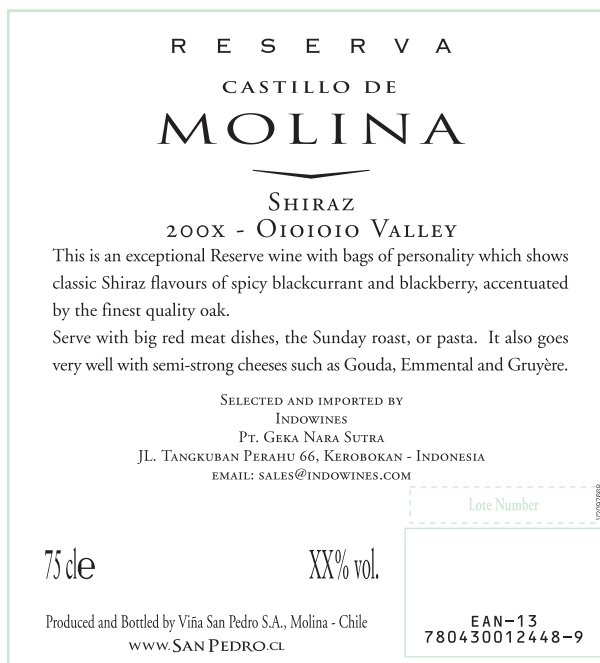 RESERVA
CASTILLO DE
MOLINA
SHIRAZ
200X - OIOIOIO VALLEY
This is an exceptional Reserve wine with bags of personality which shows
classic Shiraz flavours of spicy blackcurrant and blackberry, accentuated
by the finest quality oak.
Serve with big red meat dishes, the Sunday roast, or pasta. It also goes
very well with semi-strong cheeses such as Gouda, Emmental and Gruyère.
SELECTED AND IMPORTED BY
INDOWINES
PT. GEKA NARA SUTRA
JL. TANGKUBAN PERAHU 66, KEROBOKAN - INDONESIA
EMAIL: SALES@INDOWINES.COM
Lote Number
75 cle
XX% vol.
Produced and Bottled by Viña San Pedro S.A., Molina - Chile
WWW.SANPEDRO.CL
EAN-13
780430012448-9